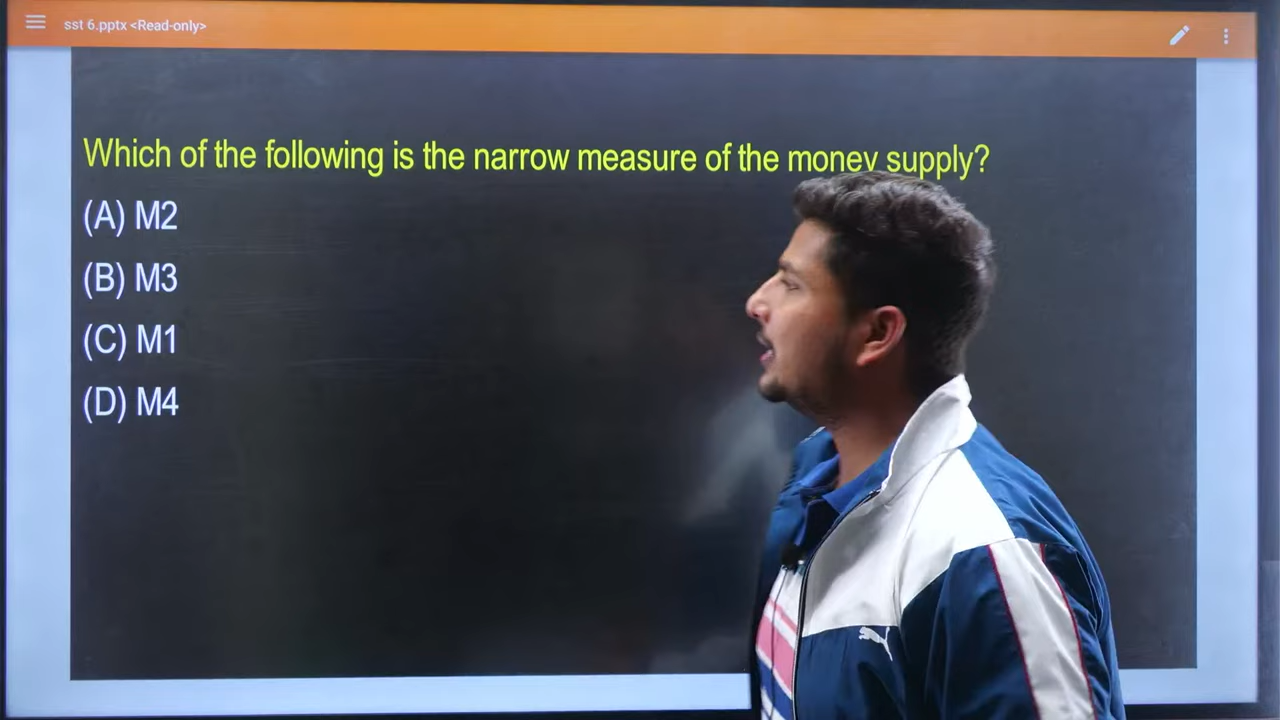 sst 6.pptx <Read-only>
Which of the following is the narrow measure of the money supply?
(A) M2
(B) M3
(C) M1
(D) M4